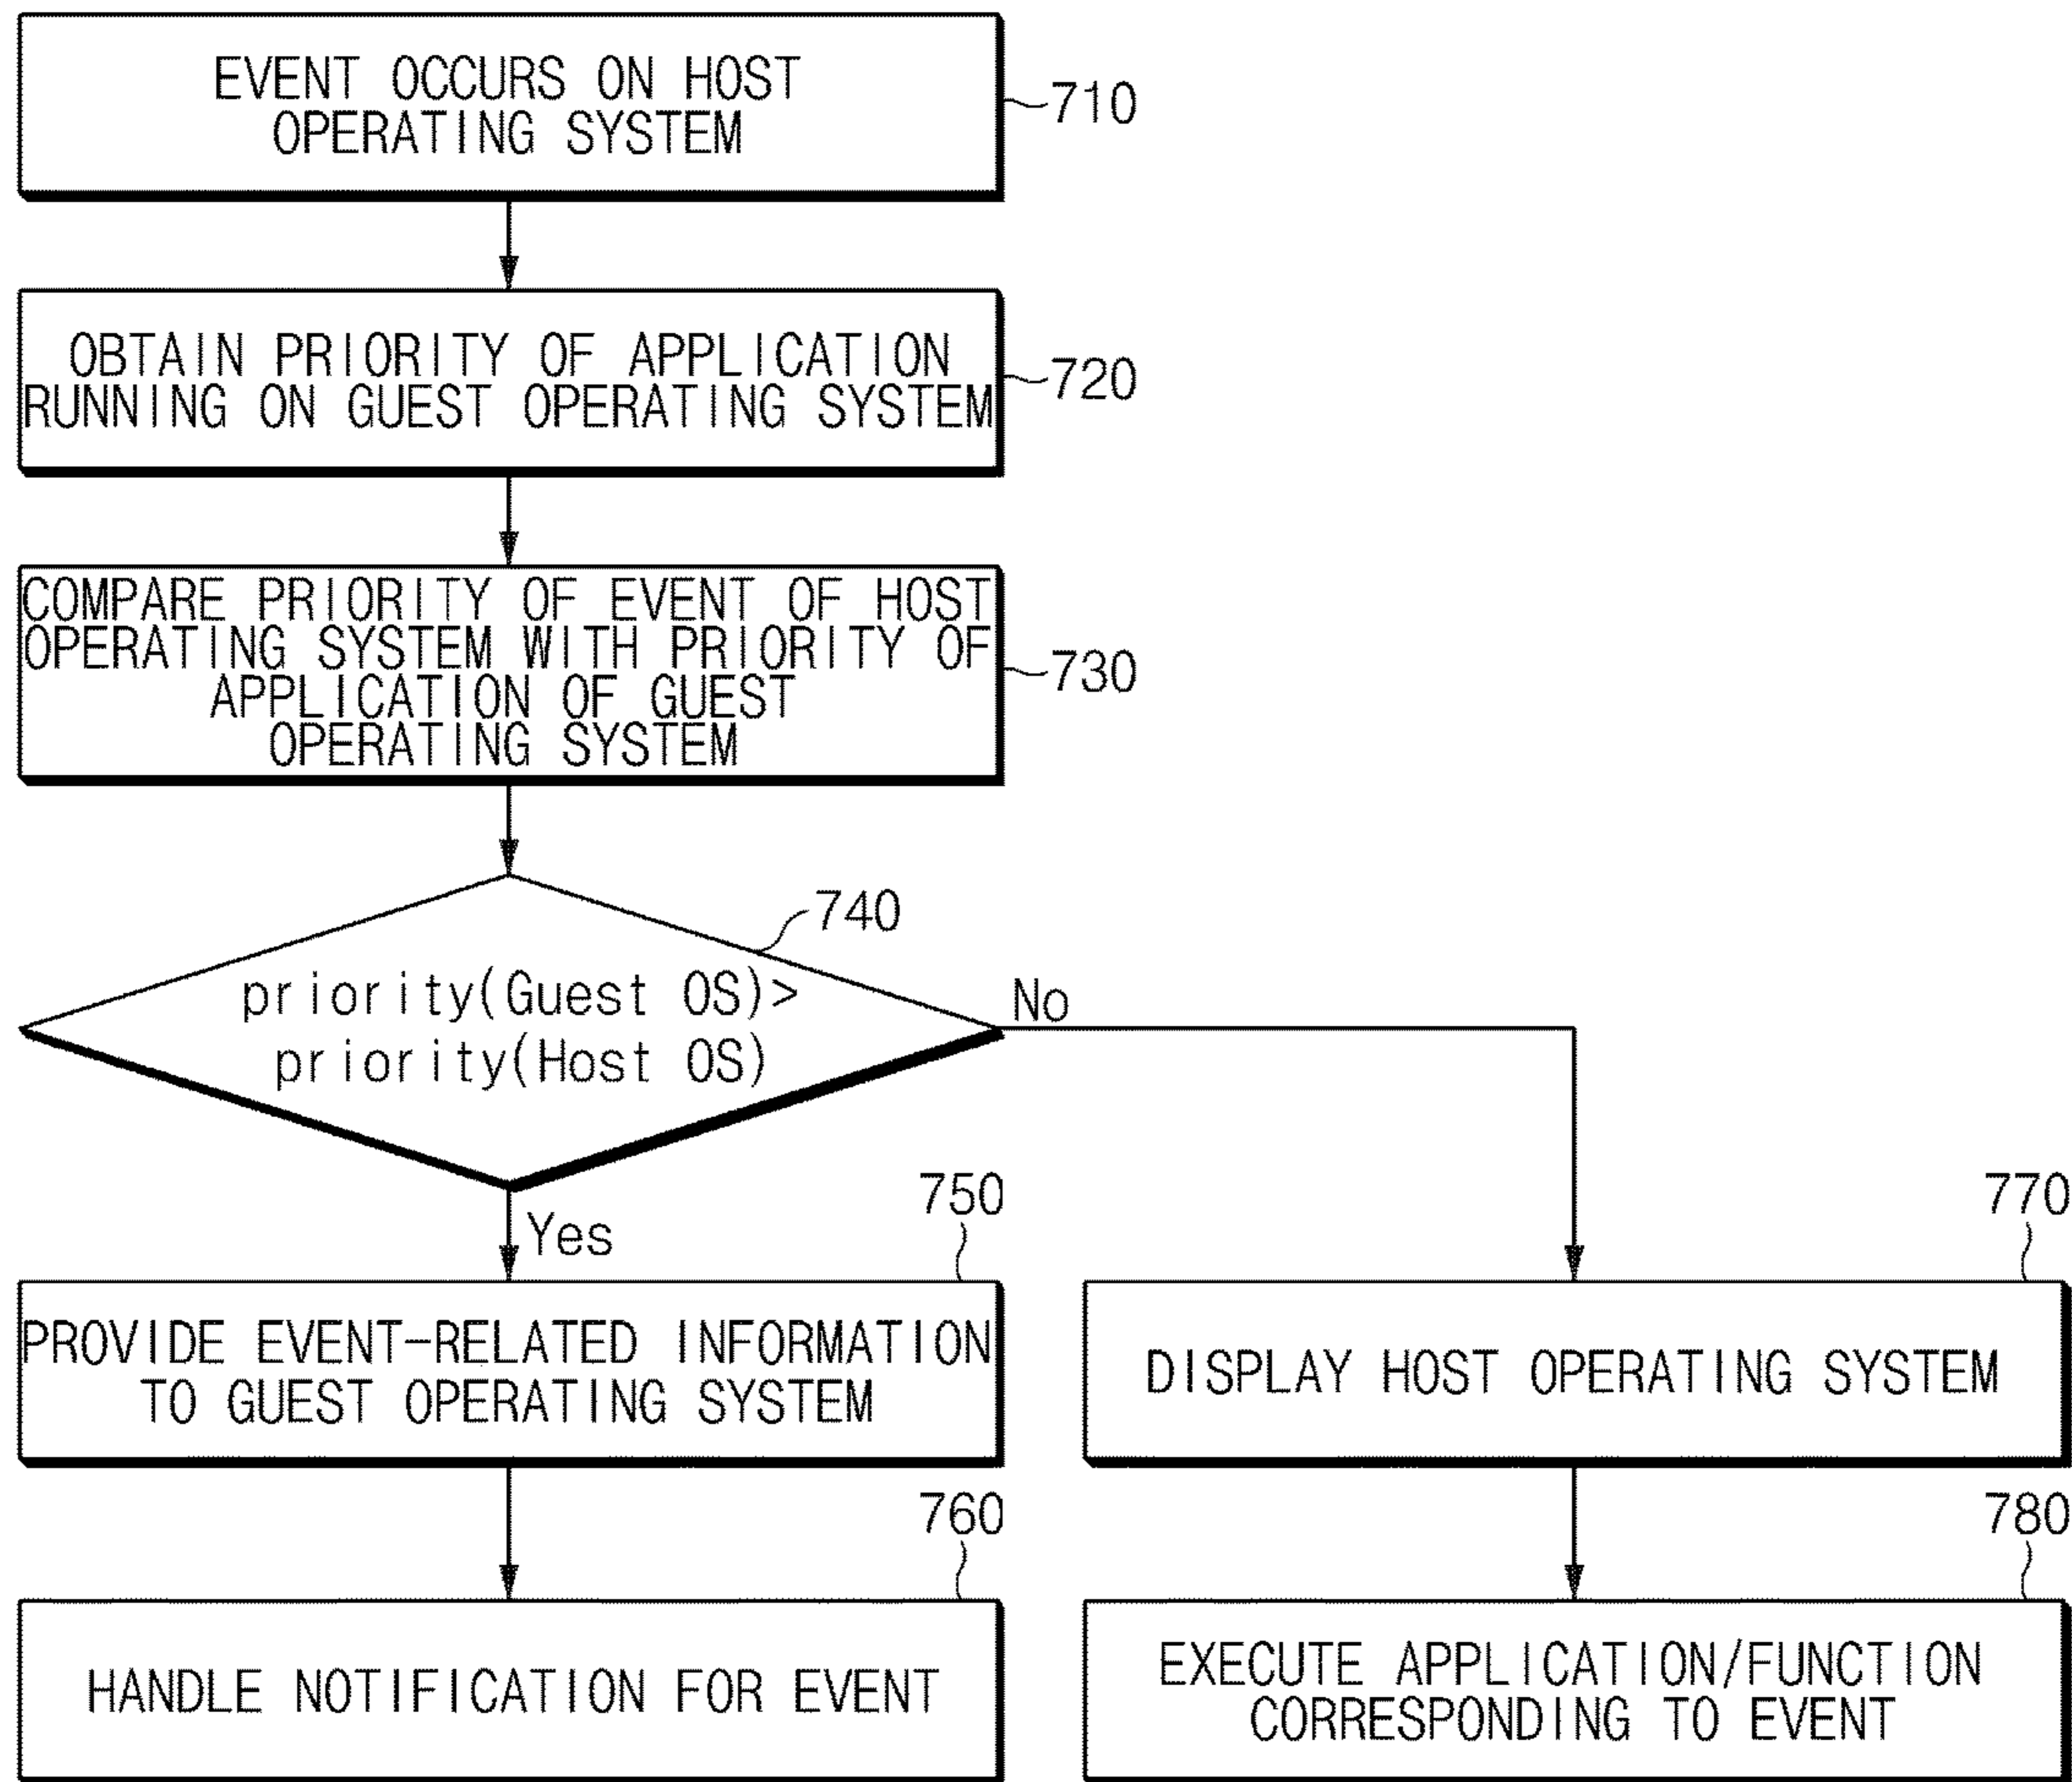 EVENT OCCURS ON HOST
OPERATING SYSTEM
710
OBTAIN PRIORITY OF APPLICATION
RUNNING ON GUEST OPERATING SYSTEM
720
COMPARE PRIORITY OF EVENT OF HOST
OPERATING SYSTEM WITH PRIORITY OF
APPLICATION OF GUEST
OPERATING SYSTEM
730
740
priority(Guest OS)>
priority(Host OS)
No
Yes
750
PROVIDE EVENT-RELATED INFORMATION
TO GUEST OPERATING SYSTEM
770
DISPLAY HOST OPERATING SYSTEM
760
HANDLE NOTIFICATION FOR EVENT
780
EXECUTE APPLICATION/FUNCTION
CORRESPONDING TO EVENT